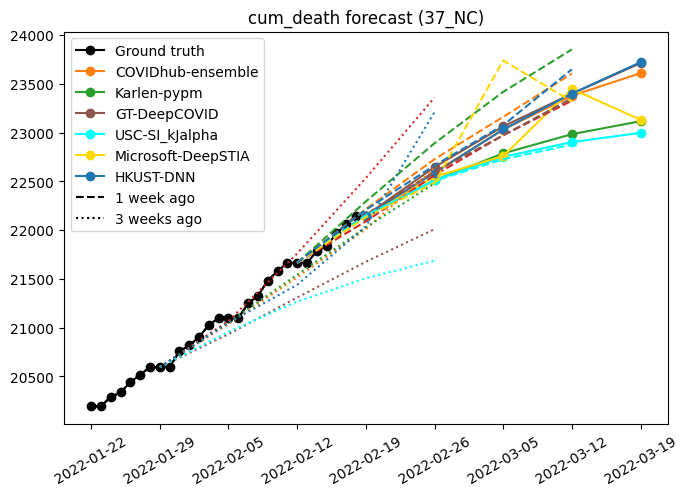 cum_death forecast (37_NC)
24000
23500
23000
22500
22000
21500
21000
20500
Ground truth
COVIDhub-ensemble
Karlen-pypm
GT-DeepCOVID
USC-SI_kJalpha
Microsoft-DeepSTIA
HKUST-DNN
1 week ago
3 weeks ago
2022-01-22
2022-01-29
2022-02-05
2022-02-12
2022-02-19
2022-02-26
2022-03-05
2022-03-12
2022-03-19